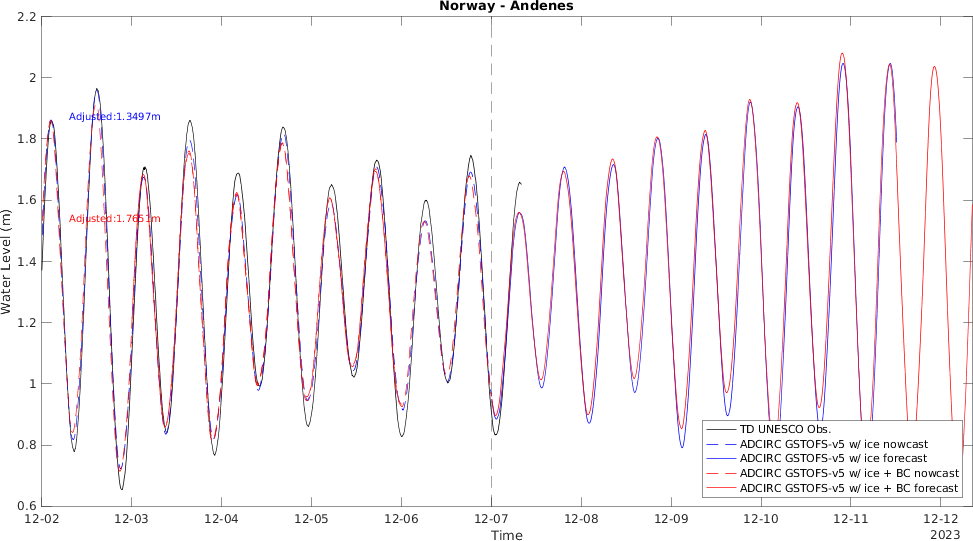 Norway - Andenes
2.2
2
1.8
1.6
1.4
1.2
1
0.8
0.6
Water Level (m)
Adjusted:1.3497m
Adjusted:1.7651m
TD UNESCO Obs.
ADCIRC GSTOFS-v5 w/ ice nowcast
ADCIRC GSTOFS-v5 w/ ice forecast
ADCIRC GSTOFS-v5 w/ ice + BC nowcast
ADCIRC GSTOFS-v5 w/ ice + BC forecast
12-02 12-03 12-04 12-05 12-06 12-07 12-08 12-09 12-10 12-11 12-12
2023
Time